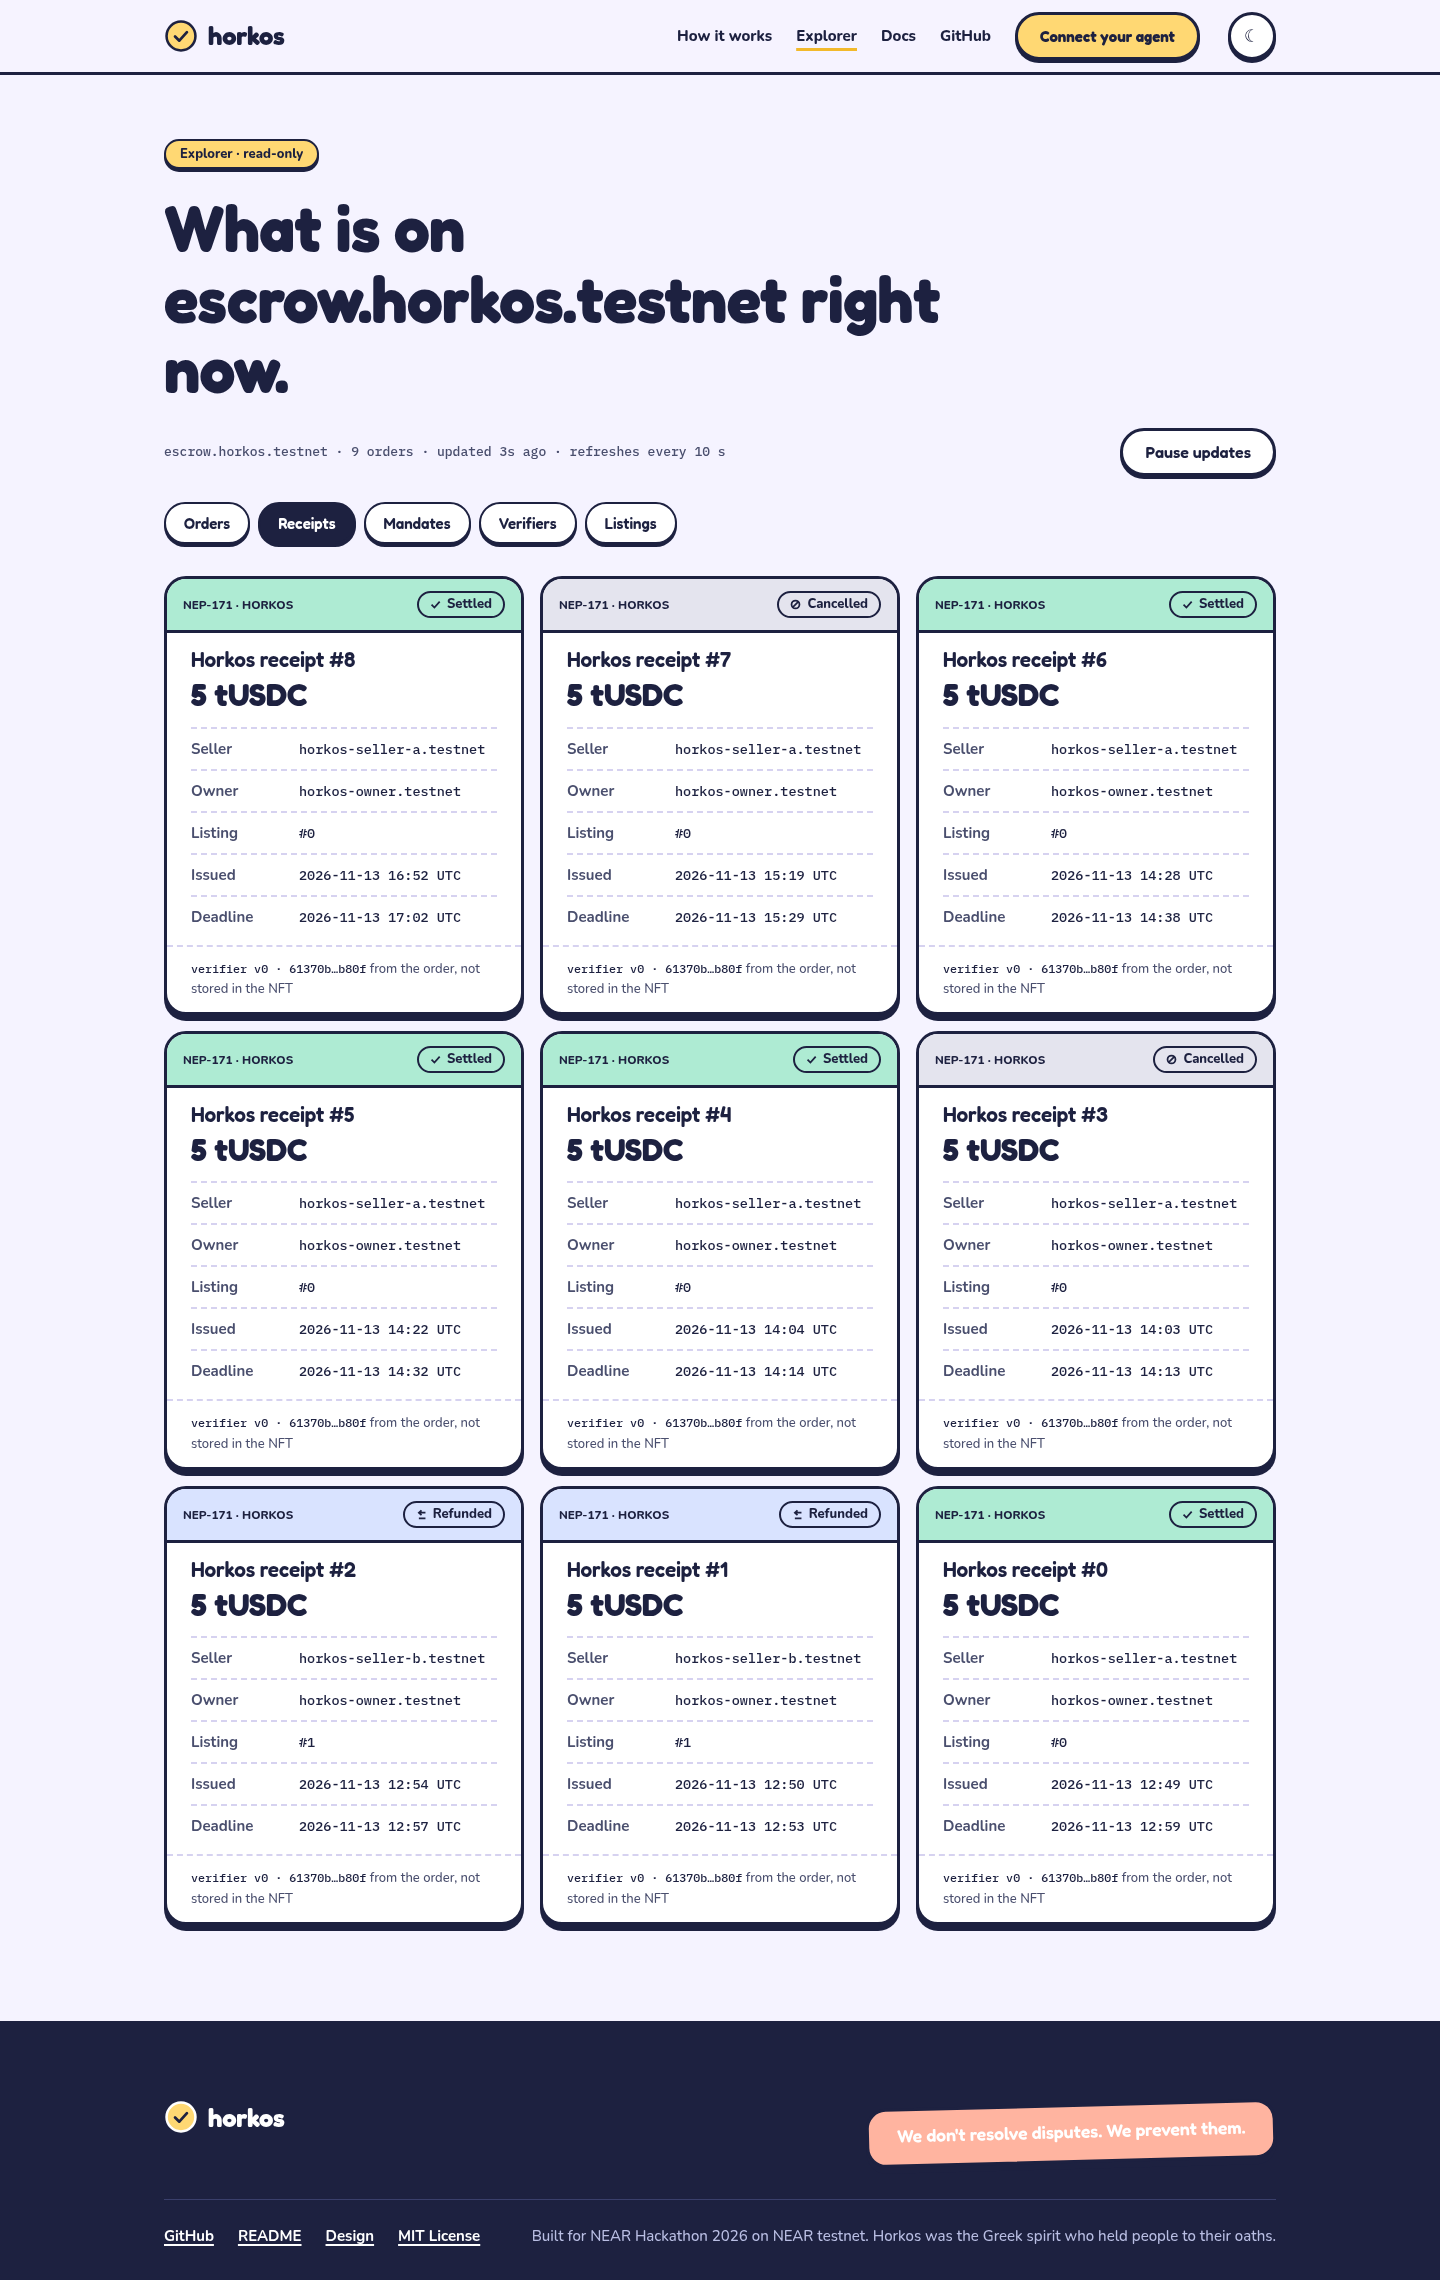 horkos
How it works
Explorer
Docs
GitHub
Connect your agent
Explorer · read-only
What is on
escrow.horkos.testnet right
now.
escrow.horkos.testnet · 9 orders · updated 3s ago · refreshes every 10 s
Pause updates
Orders
Receipts
Mandates
Verifiers
Listings
NEP-171 · HORKOS
Settled
Horkos receipt #8
5 tUSDC
Seller horkos-seller-a.testnet
Owner horkos-owner.testnet
Listing #0
Issued 2026-11-13 16:52 UTC
Deadline 2026-11-13 17:02 UTC
verifier v0 · 61370b…b80f from the order, not
stored in the NFT
NEP-171 · HORKOS
Cancelled
Horkos receipt #7
5 tUSDC
Seller horkos-seller-a.testnet
Owner horkos-owner.testnet
Listing #0
Issued 2026-11-13 15:19 UTC
Deadline 2026-11-13 15:29 UTC
verifier v0 · 61370b…b80f from the order, not
stored in the NFT
NEP-171 · HORKOS
Settled
Horkos receipt #6
5 tUSDC
Seller horkos-seller-a.testnet
Owner horkos-owner.testnet
Listing #0
Issued 2026-11-13 14:28 UTC
Deadline 2026-11-13 14:38 UTC
verifier v0 · 61370b…b80f from the order, not
stored in the NFT
NEP-171 · HORKOS
Settled
Horkos receipt #5
5 tUSDC
Seller horkos-seller-a.testnet
Owner horkos-owner.testnet
Listing #0
Issued 2026-11-13 14:22 UTC
Deadline 2026-11-13 14:32 UTC
verifier v0 · 61370b…b80f from the order, not
stored in the NFT
NEP-171 · HORKOS
Settled
Horkos receipt #4
5 tUSDC
Seller horkos-seller-a.testnet
Owner horkos-owner.testnet
Listing #0
Issued 2026-11-13 14:04 UTC
Deadline 2026-11-13 14:14 UTC
verifier v0 · 61370b…b80f from the order, not
stored in the NFT
NEP-171 · HORKOS
Cancelled
Horkos receipt #3
5 tUSDC
Seller horkos-seller-a.testnet
Owner horkos-owner.testnet
Listing #0
Issued 2026-11-13 14:03 UTC
Deadline 2026-11-13 14:13 UTC
verifier v0 · 61370b…b80f from the order, not
stored in the NFT
NEP-171 · HORKOS
Refunded
Horkos receipt #2
5 tUSDC
Seller horkos-seller-b.testnet
Owner horkos-owner.testnet
Listing #1
Issued 2026-11-13 12:54 UTC
Deadline 2026-11-13 12:57 UTC
verifier v0 · 61370b…b80f from the order, not
stored in the NFT
NEP-171 · HORKOS
Refunded
Horkos receipt #1
5 tUSDC
Seller horkos-seller-b.testnet
Owner horkos-owner.testnet
Listing #1
Issued 2026-11-13 12:50 UTC
Deadline 2026-11-13 12:53 UTC
verifier v0 · 61370b…b80f from the order, not
stored in the NFT
NEP-171 · HORKOS
Settled
Horkos receipt #0
5 tUSDC
Seller horkos-seller-a.testnet
Owner horkos-owner.testnet
Listing #0
Issued 2026-11-13 12:49 UTC
Deadline 2026-11-13 12:59 UTC
verifier v0 · 61370b…b80f from the order, not
stored in the NFT
horkos
We don't resolve disputes. We prevent them.
GitHub
README
Design
MIT License
Built for NEAR Hackathon 2026 on NEAR testnet. Horkos was the Greek spirit who held people to their oaths.